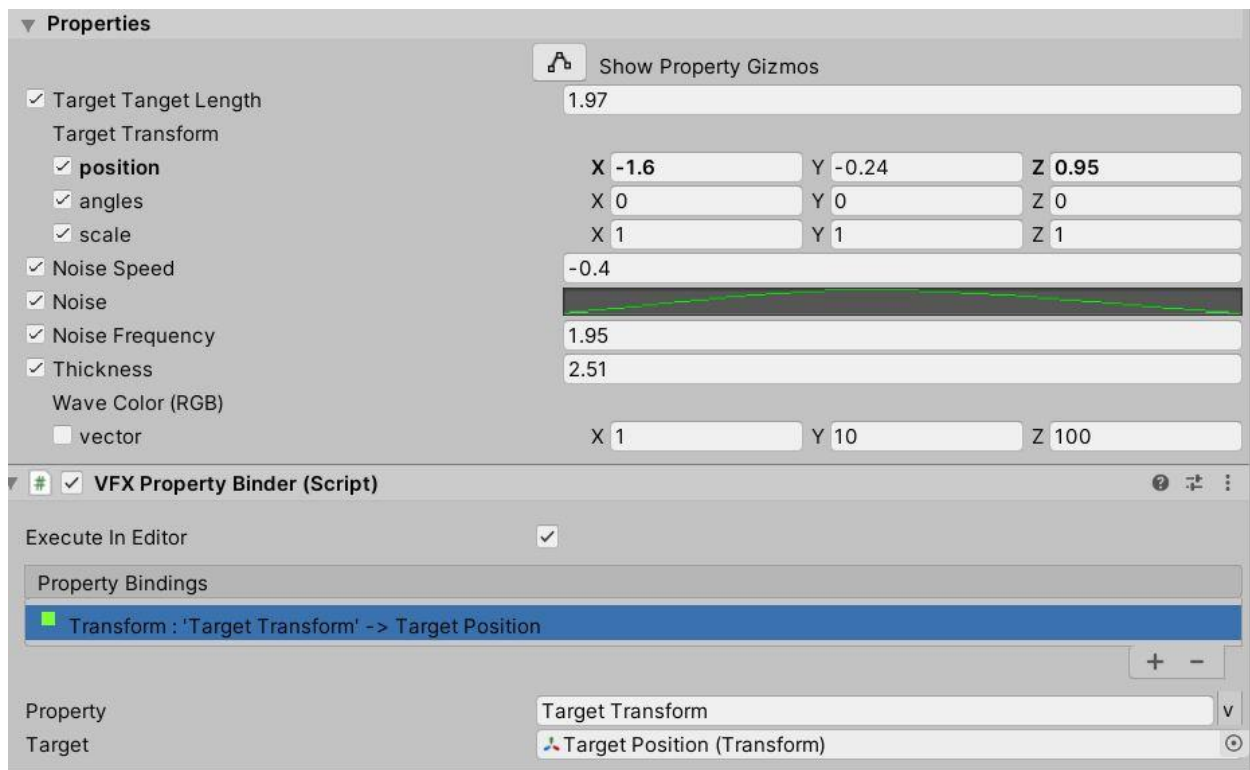 Properties
Show Property Gizmos
Target Tanget Length 1.97
Target Transform
position X -1.6 Y -0.24 Z 0.95
angles X 0 Y 0 Z 0
scale X 1 Y 1 Z 1
Noise Speed -0.4
Noise
Noise Frequency 1.95
Thickness 2.51
Wave Color (RGB)
vector X 1 Y 10 Z 100
# VFX Property Binder (Script)
Execute In Editor
Property Bindings
Transform : 'Target Transform' -> Target Position
+ -
Property Target Transform v
Target Target Position (Transform)